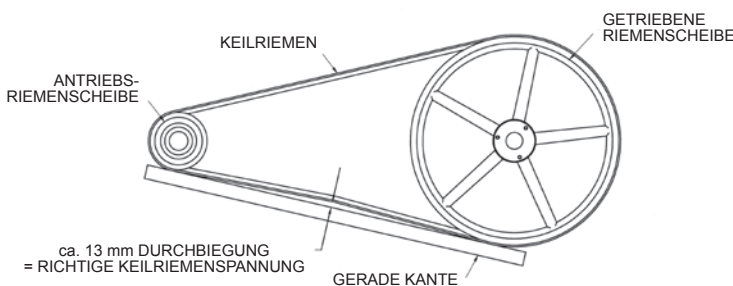 GETRIEBENE
RIEMENSCHEIBE
KEILRIEMEN
ANTRIEBS-
RIEMENSCHEIBE
ca. 13 mm DURCHBIEGUNG
= RICHTIGE KEILRIEMENSPANNUNG
GERADE KANTE